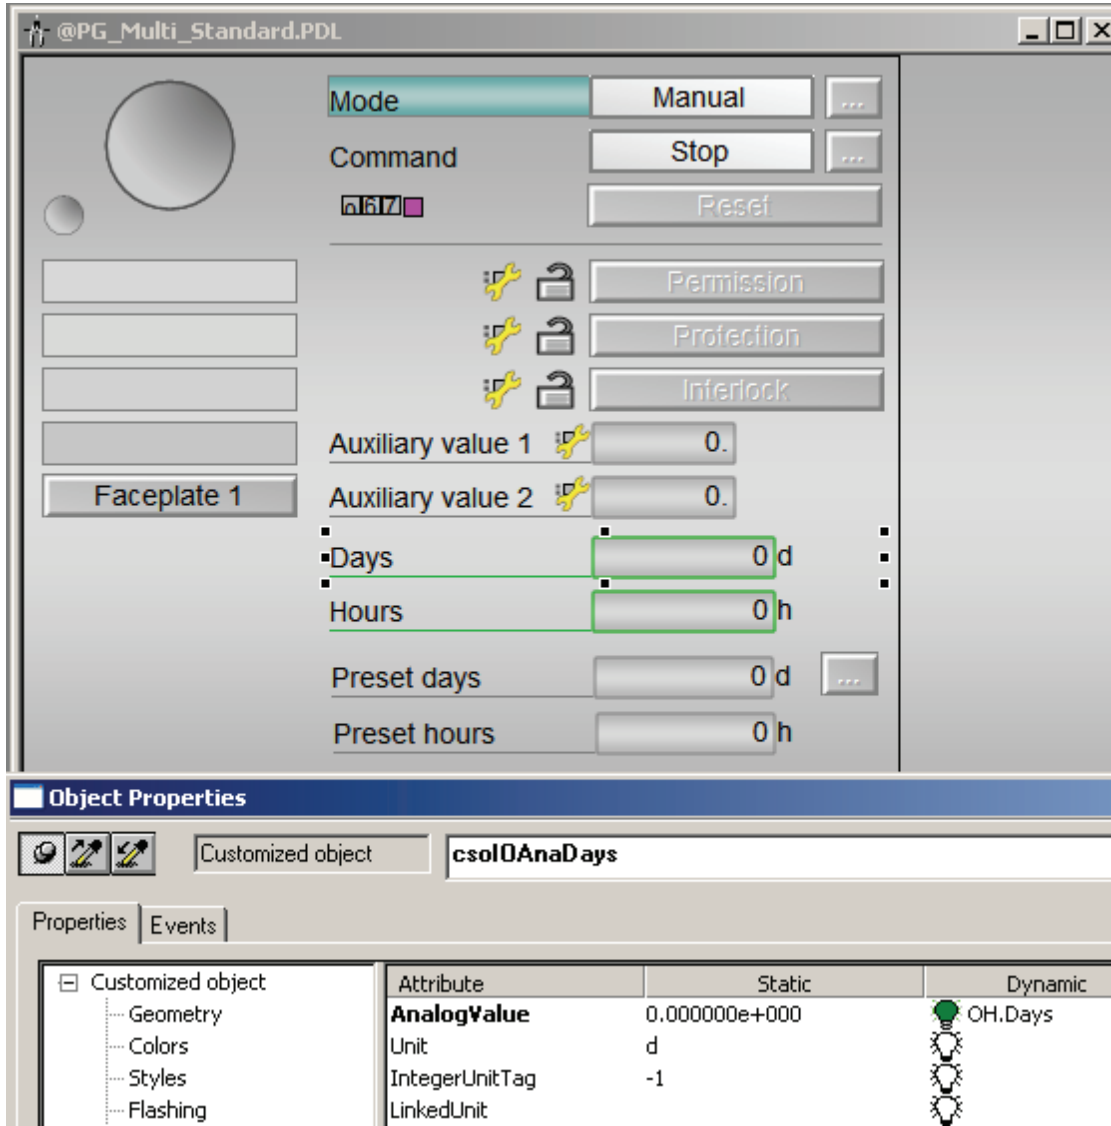 @PG_Multi_Standard.PDL
Mode Manual ...
Command Stop ...
Reset
Permission
Protection
Interlock
Auxiliary value 1 0.
Auxiliary value 2 0.
Faceplate 1
Days 0 d
Hours 0 h
Preset days 0 d ...
Preset hours 0 h
Object Properties
Customized object csoIOAnaDays
Properties Events
Customized object Attribute Static Dynamic
Geometry AnalogValue 0.000000e+000 OH.Days
Colors Unit d
Styles IntegerUnitTag -1
Flashing LinkedUnit